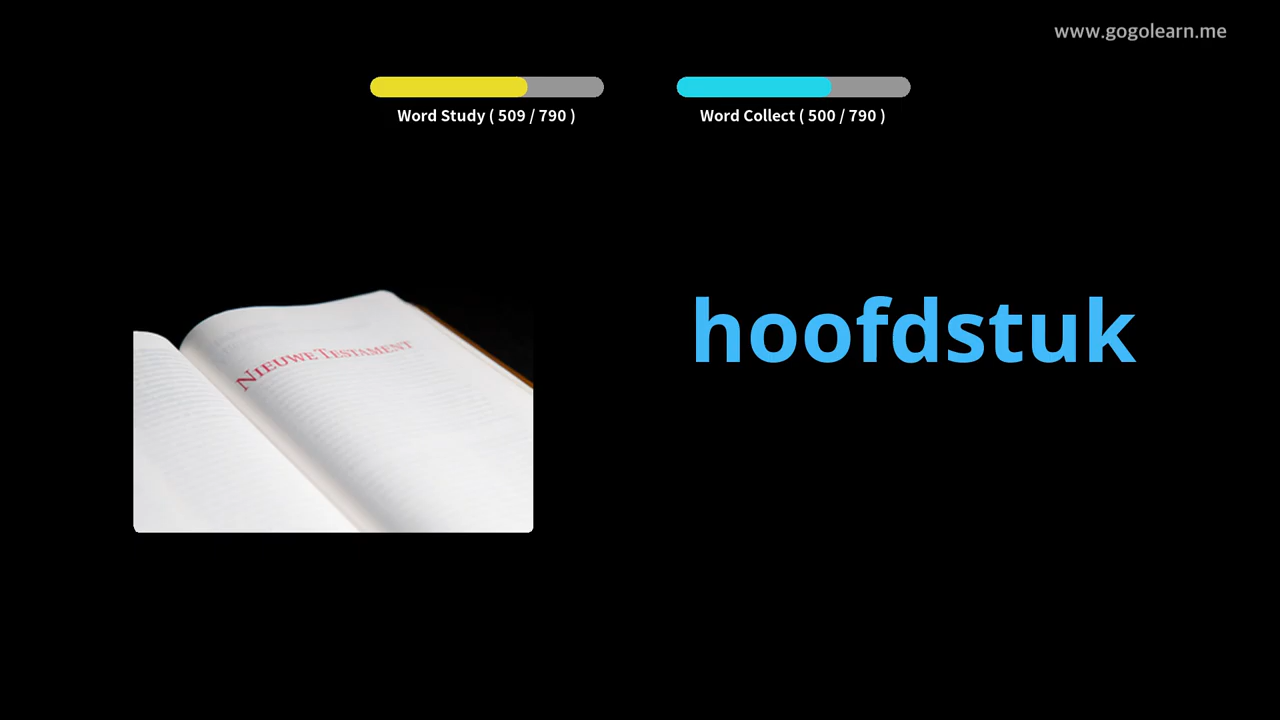 www.gogolearn.me
Word Study ( 509 / 790 )
Word Collect ( 500 / 790 )
NIEUWE TESTAMENT
hoofdstuk